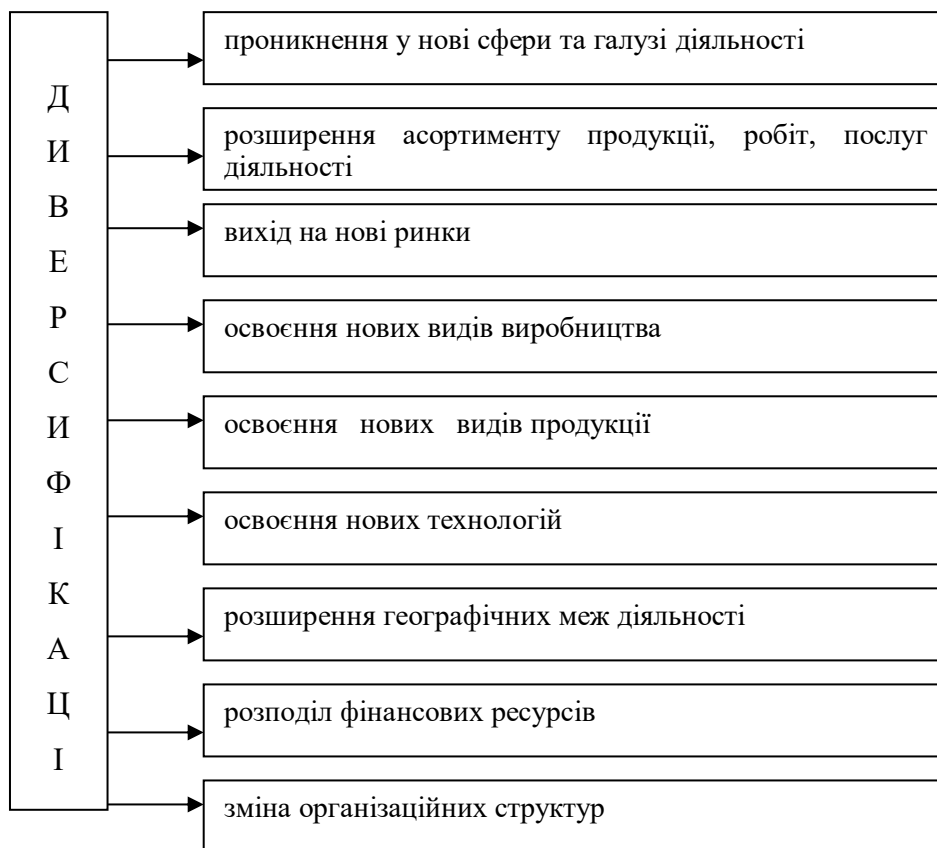 ДИВЕРСИФІКАЦІ
проникнення у нові сфери та галузі діяльності
розширення асортименту продукції, робіт, послуг
діяльності
вихід на нові ринки
освоєння нових видів виробництва
освоєння нових видів продукції
освоєння нових технологій
розширення географічних меж діяльності
розподіл фінансових ресурсів
зміна організаційних структур